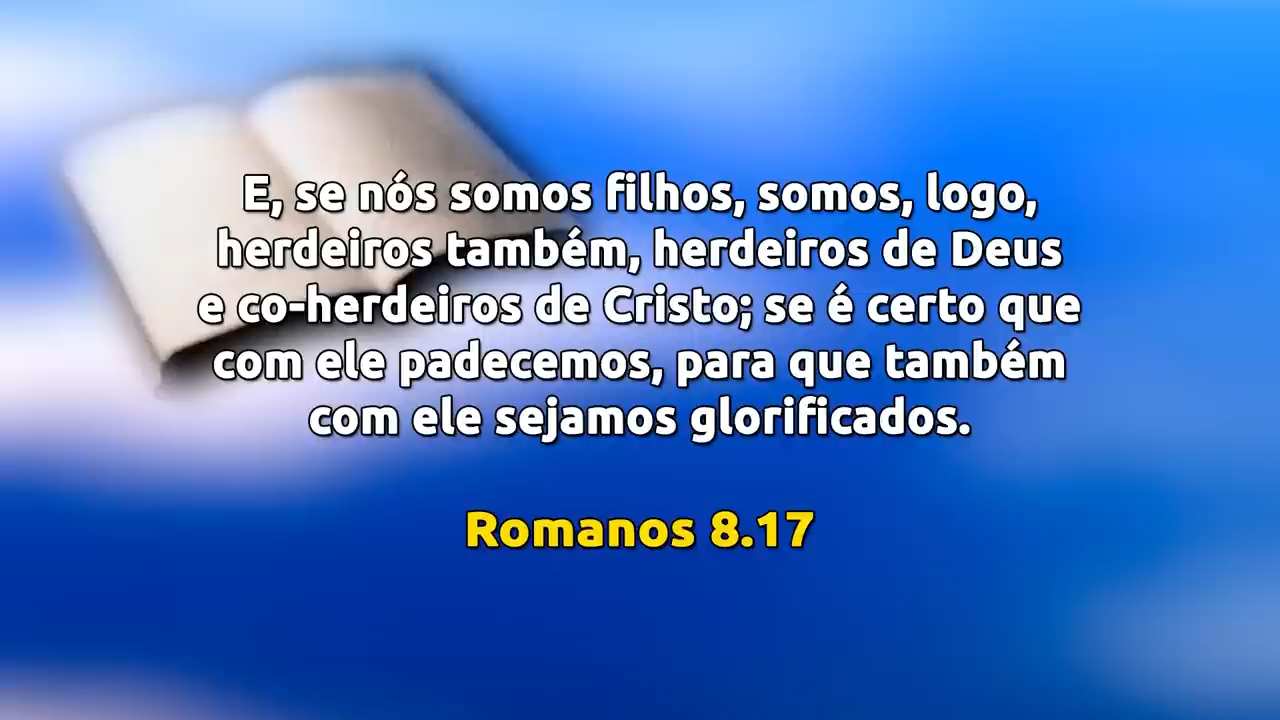 E, se nós somos filhos, somos, logo,
herdeiros também, herdeiros de Deus
e co-herdeiros de Cristo; se é certo que
com ele padecemos, para que também
com ele sejamos glorificados.
Romanos 8.17